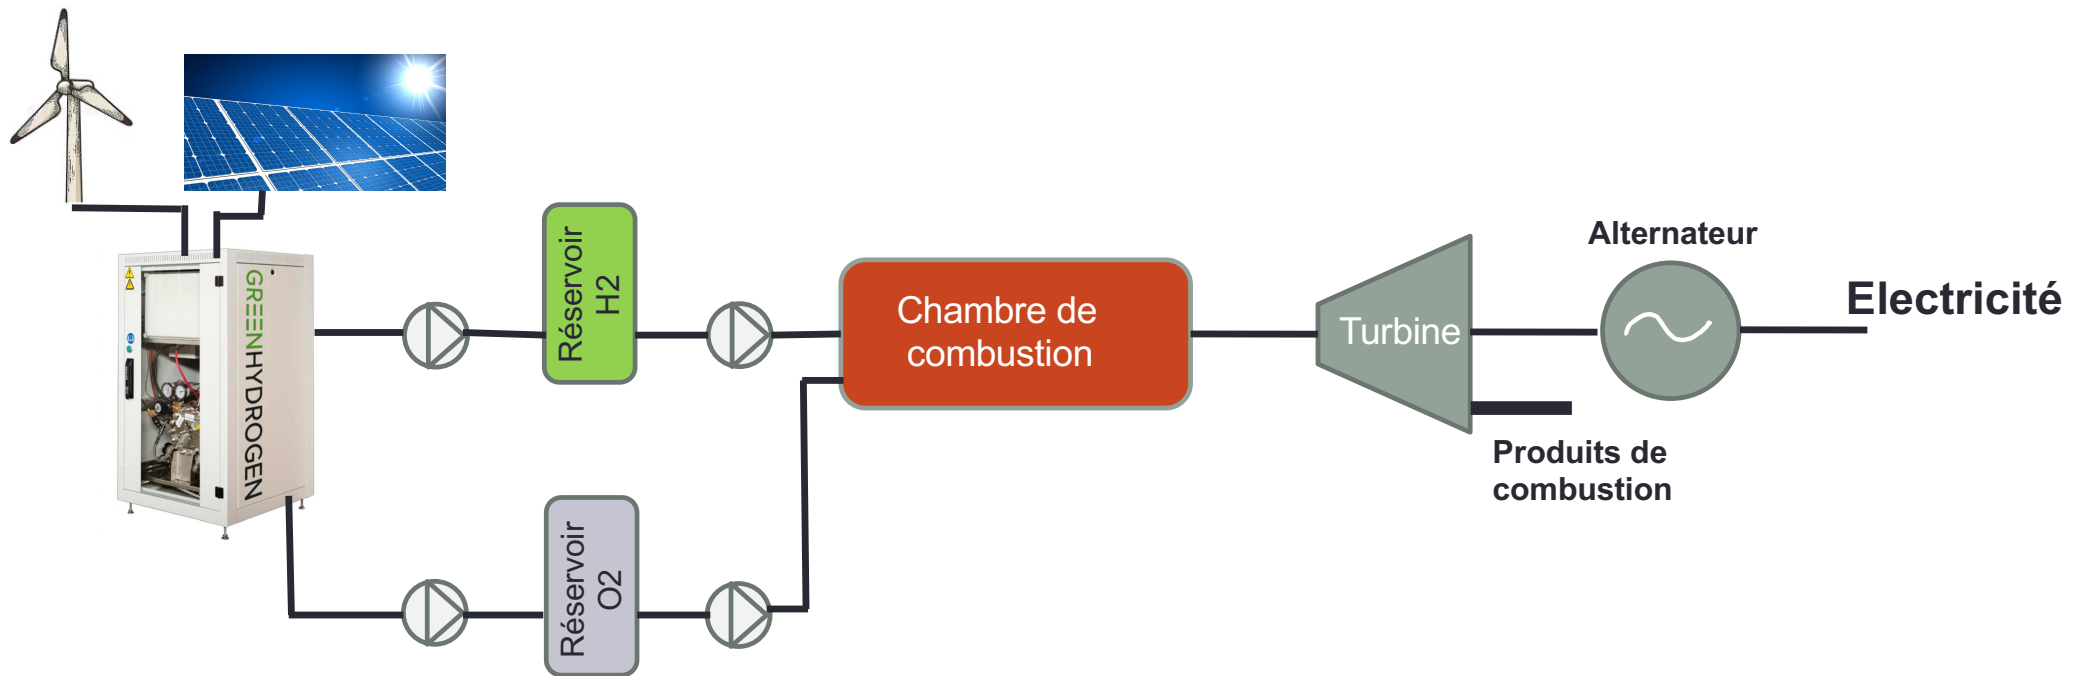 GREENHYDROGEN
Réservoir
H2
Réservoir
O2
Chambre de
combustion
Turbine
Alternateur
Electricité
Produits de
combustion